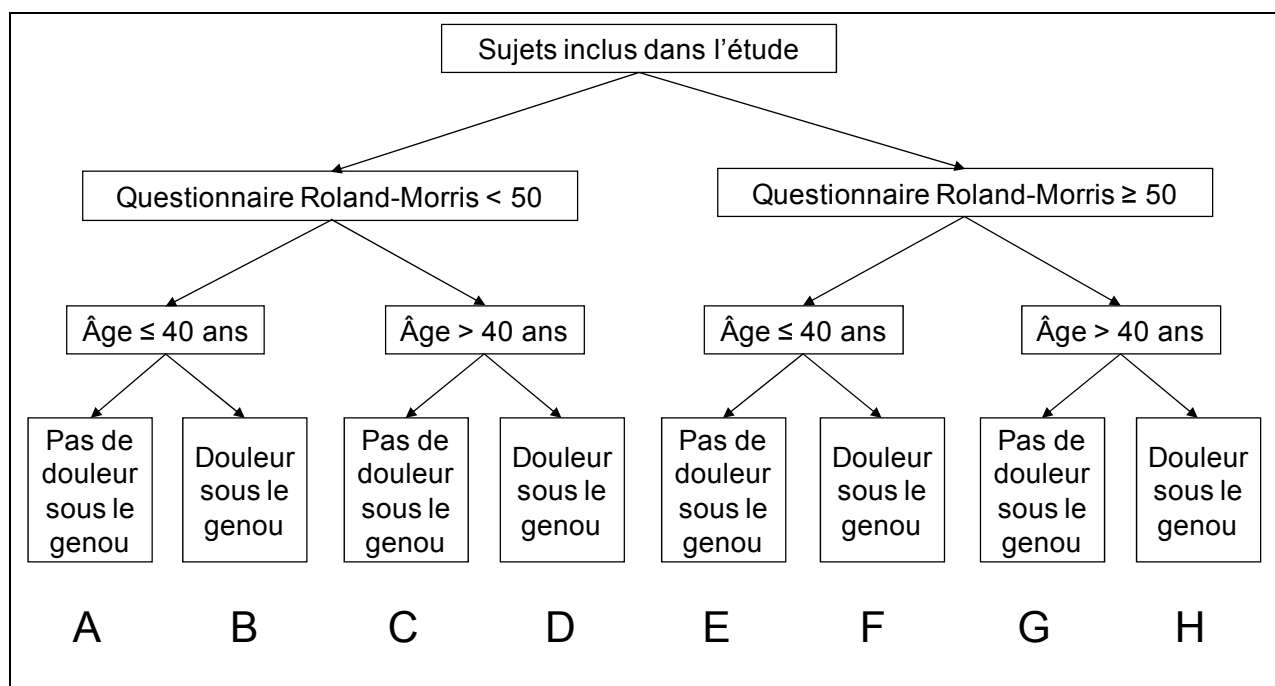 Sujets inclus dans l'étude
Questionnaire Roland-Morris < 50
Questionnaire Roland-Morris ≥ 50
Âge ≤ 40 ans
Âge > 40 ans
Âge ≤ 40 ans
Âge > 40 ans
Pas de
douleur
sous le
genou
Douleur
sous le
genou
Pas de
douleur
sous le
genou
Douleur
sous le
genou
Pas de
douleur
sous le
genou
Douleur
sous le
genou
Pas de
douleur
sous le
genou
Douleur
sous le
genou
A B C D E F G H